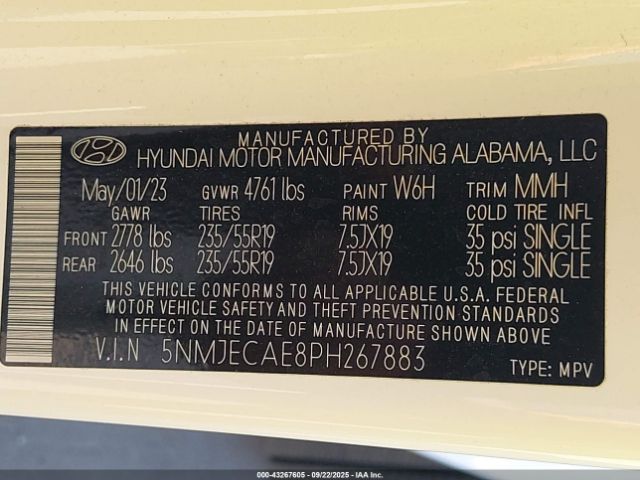 MANUFACTURED BY
HYUNDAI MOTOR MANUFACTURING ALABAMA, LLC
May/01/23 GVWR 4761 lbs PAINT W6H TRIM MMH
GAWR TIRES RIMS COLD TIRE INFL
FRONT 2778 lbs 235/55R19 7.5JX19 35 psi SINGLE
REAR 2646 lbs 235/55R19 7.5JX19 35 psi SINGLE
THIS VEHICLE CONFORMS TO ALL APPLICABLE U.S.A. FEDERAL
MOTOR VEHICLE SAFETY AND THEFT PREVENTION STANDARDS
IN EFFECT ON THE DATE OF MANUFACTURE SHOWN ABOVE
V.I.N 5NMJECAE8PH267883
TYPE: MPV
000-43267605 - 09/22/2025 - IAA Inc.